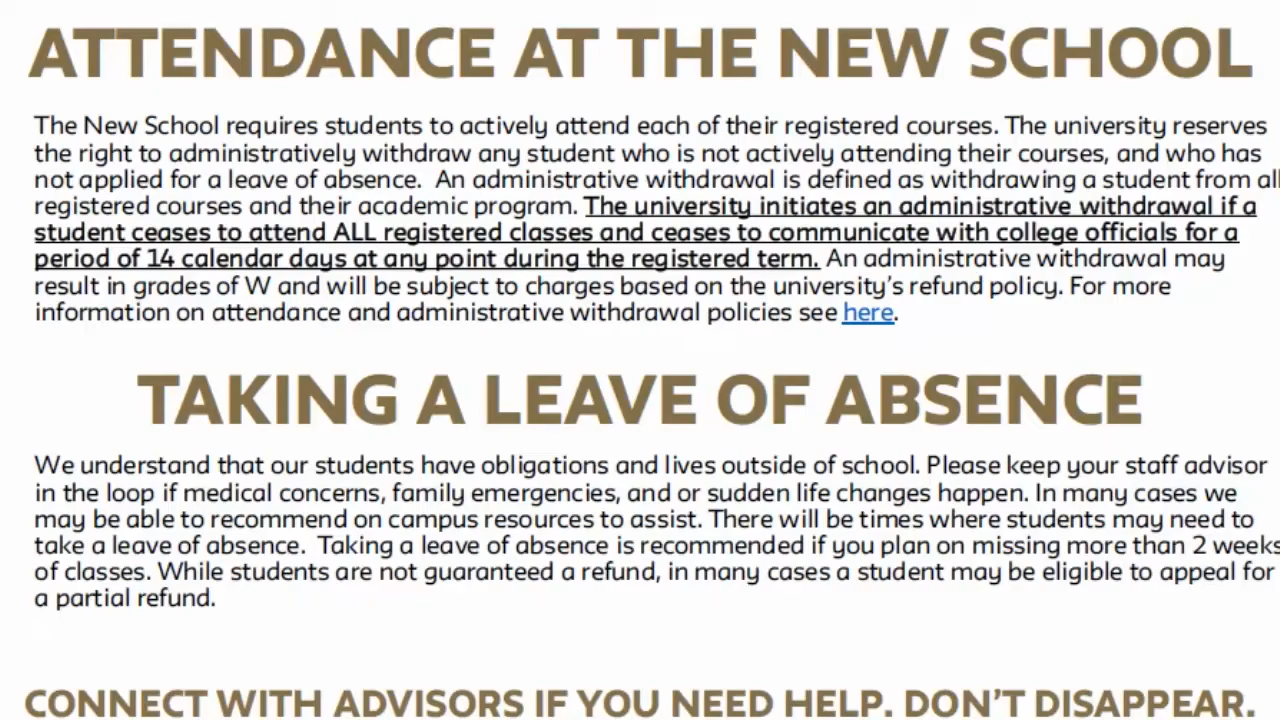 ATTENDANCE AT THE NEW SCHOOL
The New School requires students to actively attend each of their registered courses. The university reserves
the right to administratively withdraw any student who is not actively attending their courses, and who has
not applied for a leave of absence.  An administrative withdrawal is defined as withdrawing a student from all
registered courses and their academic program. The university initiates an administrative withdrawal if a
student ceases to attend ALL registered classes and ceases to communicate with college officials for a
period of 14 calendar days at any point during the registered term. An administrative withdrawal may
result in grades of W and will be subject to charges based on the university's refund policy. For more
information on attendance and administrative withdrawal policies see here.
TAKING A LEAVE OF ABSENCE
We understand that our students have obligations and lives outside of school. Please keep your staff advisor
in the loop if medical concerns, family emergencies, and or sudden life changes happen. In many cases we
may be able to recommend on campus resources to assist. There will be times where students may need to
take a leave of absence.  Taking a leave of absence is recommended if you plan on missing more than 2 weeks
of classes. While students are not guaranteed a refund, in many cases a student may be eligible to appeal for
a partial refund.
CONNECT WITH ADVISORS IF YOU NEED HELP. DON'T DISAPPEAR.